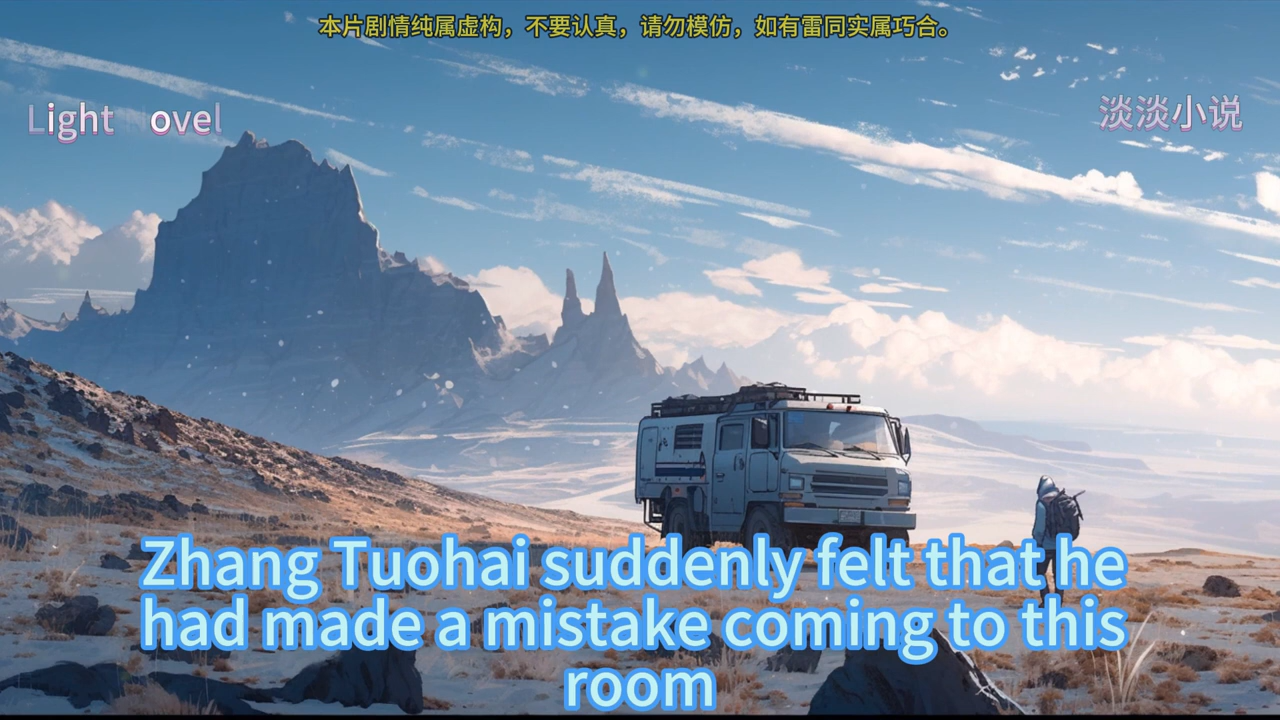 本片剧情纯属虚构，不要认真，请勿模仿，如有雷同实属巧合。
Light ovel
淡淡小说
Zhang Tuohai suddenly felt that he
had made a mistake coming to this
room